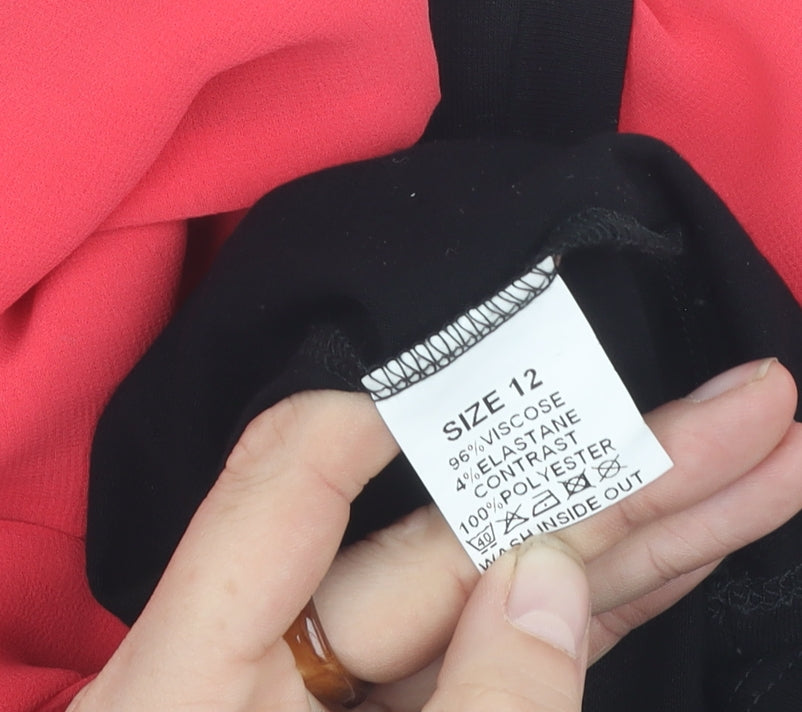 SIZE 12
96%VISCOSE
4%ELASTANE
CONTRAST
100%POLYESTER
40
WASH INSIDE OUT